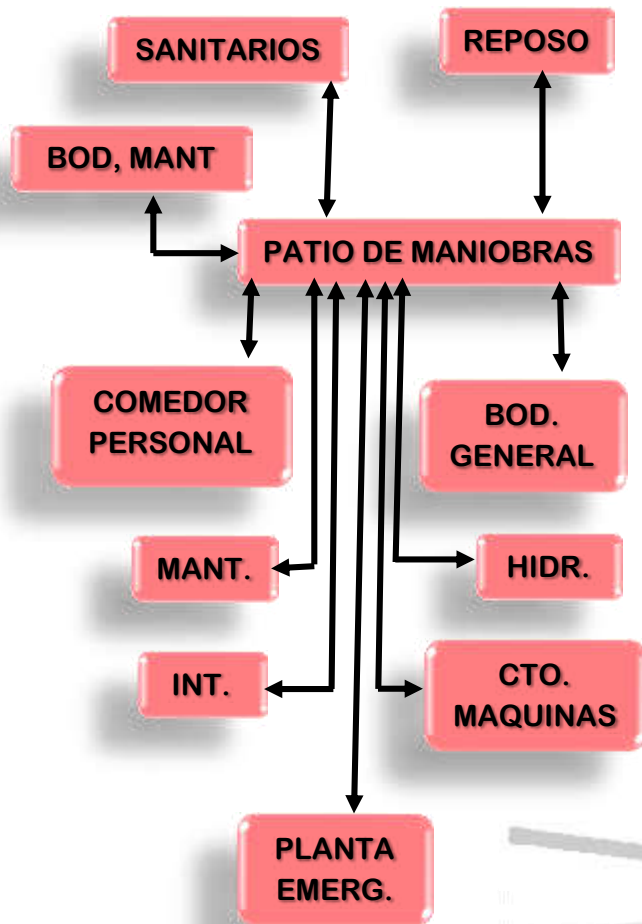 SANITARIOS
REPOSO
BOD, MANT
PATIO DE MANIOBRAS
COMEDOR
PERSONAL
BOD.
GENERAL
MANT.
HIDR.
INT.
CTO.
MAQUINAS
PLANTA
EMERG.